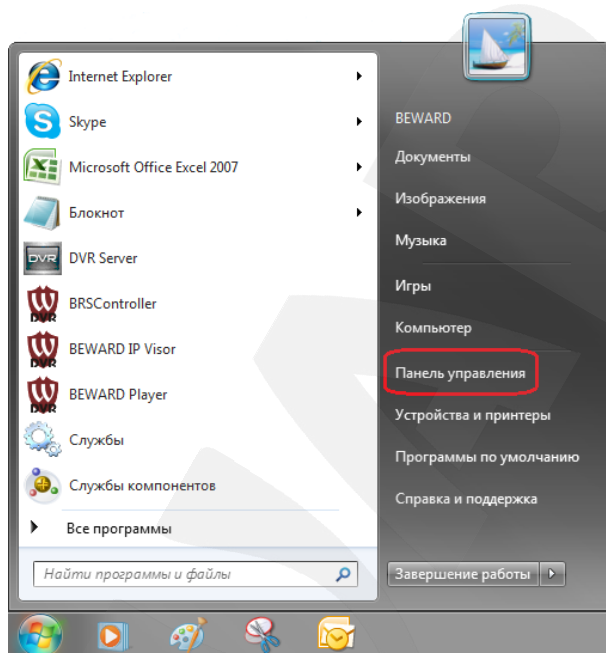 Internet Explorer
Skype
Microsoft Office Excel 2007
Блокнот
DVR Server
BRSController
BEWARD IP Visor
BEWARD Player
Службы
Службы компонентов
Все программы
Найти программы и файлы
BEWARD
Документы
Изображения
Музыка
Игры
Компьютер
Панель управления
Устройства и принтеры
Программы по умолчанию
Справка и поддержка
Завершение работы